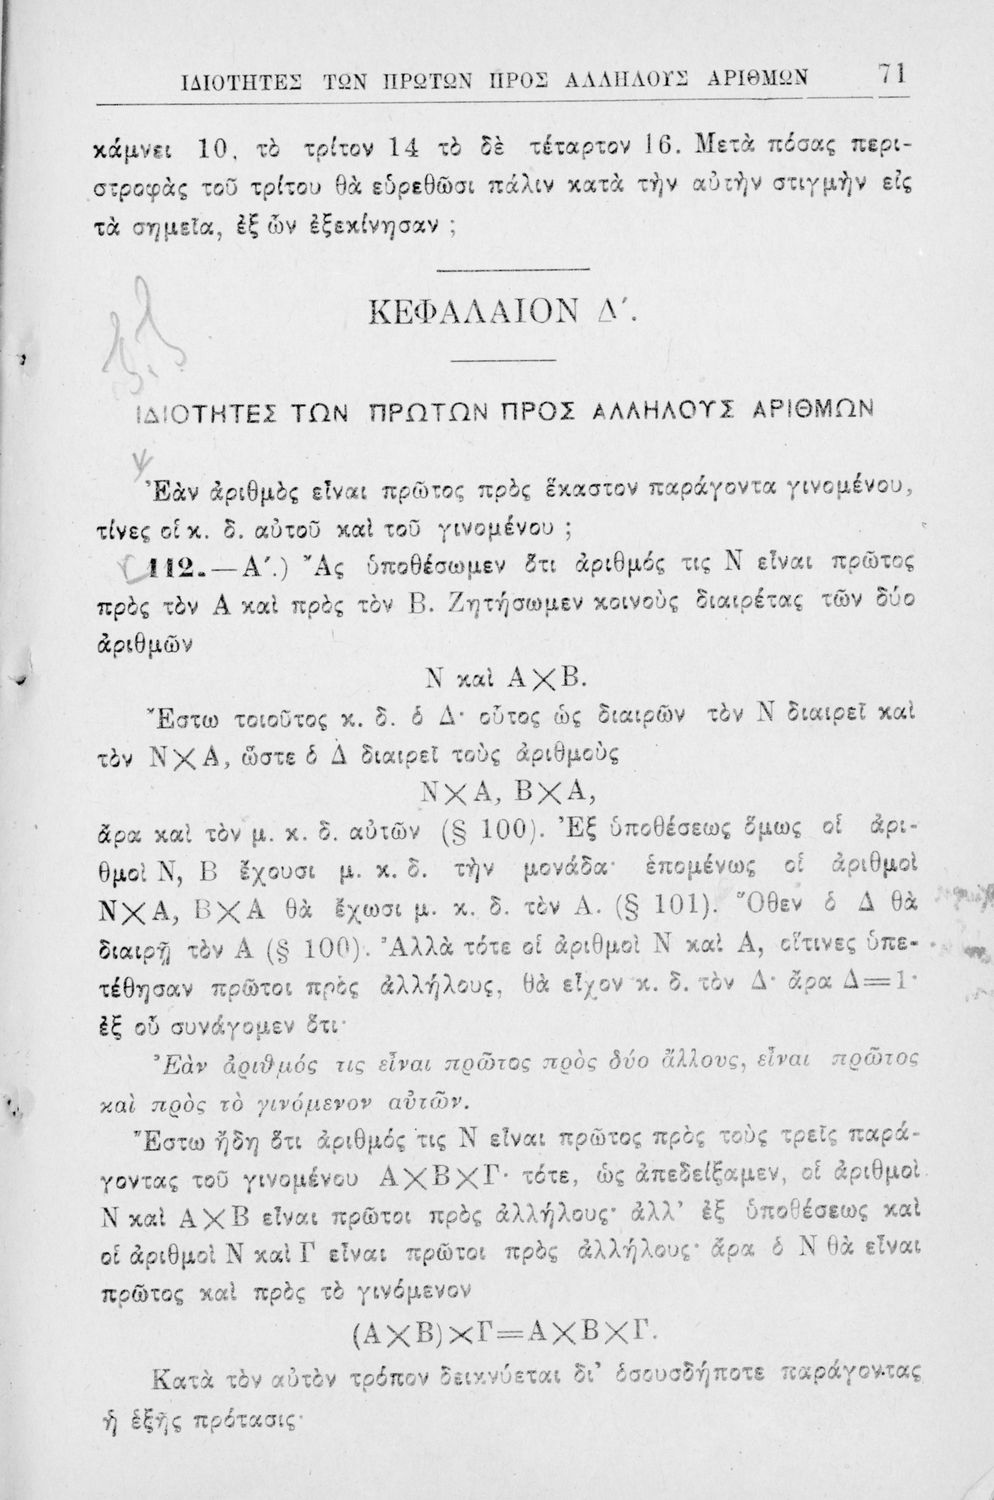 ΙΔΙΟΤΗΤΕΣ ΤΩΝ ΠΡΩΤΩΝ ΠΡΟΣ ΑΛΛΗΛΟΥΣ ΑΡΙΘΜΩΝ 71
κάμνει 10, τὸ τρίτον 14 τὸ δὲ τέταρτον 16. Μετὰ πόσας περι-
στροφὰς τοῦ τρίτου θὰ εὑρεθῶσι πάλιν κατὰ τὴν αὐτὴν στιγμὴν εἰς
τὰ σημεῖα, ἐξ ὧν ἐξεκίνησαν ;
ΚΕΦΑΛΑΙΟΝ Δ΄.
ΙΔΙΟΤΗΤΕΣ ΤΩΝ ΠΡΩΤΩΝ ΠΡΟΣ ΑΛΛΗΛΟΥΣ ΑΡΙΘΜΩΝ
Ἐὰν ἀριθμὸς εἶναι πρῶτος πρὸς ἕκαστον παράγοντα γινομένου,
τίνες οἱ κ. δ. αὐτοῦ καὶ τοῦ γινομένου ;
112.—Α΄.) Ἂς ὑποθέσωμεν ὅτι ἀριθμός τις Ν εἶναι πρῶτος
πρὸς τὸν Α καὶ πρὸς τὸν Β. Ζητήσωμεν κοινοὺς διαιρέτας τῶν δύο
ἀριθμῶν
Ν καὶ Α×Β.
Ἔστω τοιοῦτος κ. δ. ὁ Δ· οὗτος ὡς διαιρῶν τὸν Ν διαιρεῖ καὶ
τὸν Ν×Α, ὥστε ὁ Δ διαιρεῖ τοὺς ἀριθμοὺς
Ν×Α, Β×Α,
ἄρα καὶ τὸν μ. κ. δ. αὐτῶν (§ 100). Ἐξ ὑποθέσεως ὅμως οἱ ἀρι-
θμοὶ Ν, Β ἔχουσι μ. κ. δ. τὴν μονάδα· ἑπομένως οἱ ἀριθμοὶ
Ν×Α, Β×Α θὰ ἔχωσι μ. κ. δ. τὸν Α. (§ 101). Ὅθεν ὁ Δ θὰ
διαιρῇ τὸν Α (§ 100). Ἀλλὰ τότε οἱ ἀριθμοὶ Ν καὶ Α, οἵτινες ὑπε-
τέθησαν πρῶτοι πρὸς ἀλλήλους, θὰ εἶχον κ. δ. τὸν Δ· ἄρα Δ=1·
ἐξ οὗ συνάγομεν ὅτι·
Ἐὰν ἀριθμός τις εἶναι πρῶτος πρὸς δύο ἄλλους, εἶναι πρῶτος
καὶ πρὸς τὸ γινόμενον αὐτῶν.
Ἔστω ἤδη ὅτι ἀριθμός τις Ν εἶναι πρῶτος πρὸς τοὺς τρεῖς παρά-
γοντας τοῦ γινομένου Α×Β×Γ· τότε, ὡς ἀπεδείξαμεν, οἱ ἀριθμοὶ
Ν καὶ Α×Β εἶναι πρῶτοι πρὸς ἀλλήλους· ἀλλ' ἐξ ὑποθέσεως καὶ
οἱ ἀριθμοὶ Ν καὶ Γ εἶναι πρῶτοι πρὸς ἀλλήλους· ἄρα ὁ Ν θὰ εἶναι
πρῶτος καὶ πρὸς τὸ γινόμενον
(Α×Β)×Γ=Α×Β×Γ.
Κατὰ τὸν αὐτὸν τρόπον δεικνύεται δι' ὁσουσδήποτε παράγοντας
ἡ ἑξῆς πρότασις·